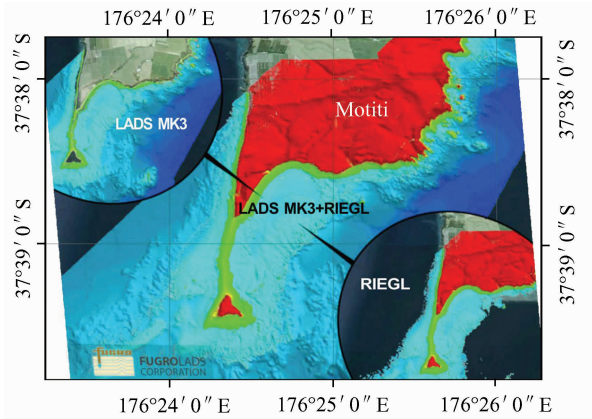 176°24′0″E 176°25′0″E 176°26′0″E
37°38′0″S
37°38′0″S
Motiti
LADS MK3
LADS MK3+RIEGL
37°39′0″S
37°39′0″S
RIEGL
FUGROLADS
CORPORATION
176°24′0″E 176°25′0″E 176°26′0″E